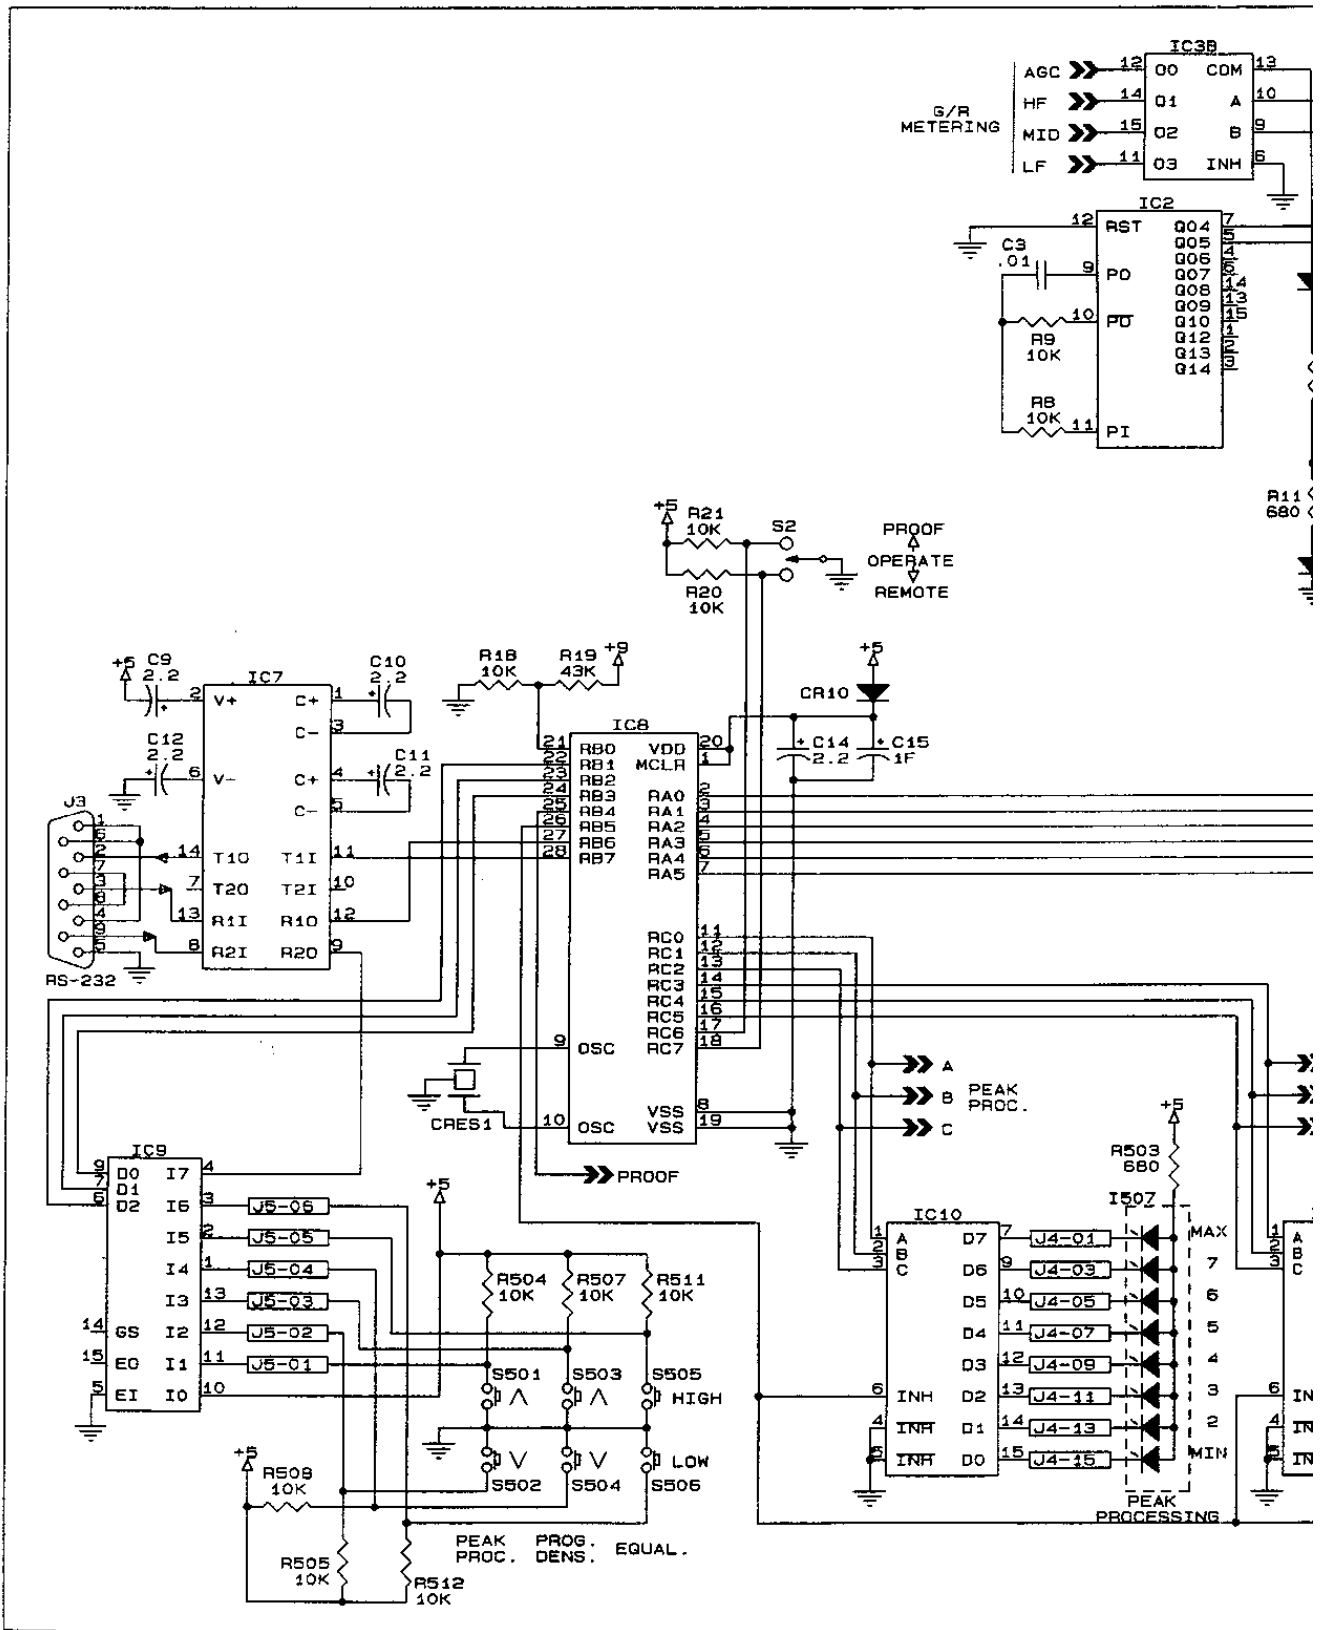 IC3B
AGC 12 O0 COM 13
HF 14 O1 A 10
MID 15 O2 B 9
LF 11 O3 INH 6
G/R
METERING
IC2
12 RST
9 PO
10 PO
11 PI
Q04 7
Q05 5
Q06 4
Q07 6
Q08 14
Q09 13
Q10 15
Q12 1
Q13 2
Q14 3
C3
.01
R9
10K
R8
10K
R11
680
+5
R21
10K
S2
R20
10K
PROOF
OPERATE
REMOTE
+5
C9
2.2
IC7
C10
2.2
C12
2.2
C11
2.2
2 V+ C+ 1
C- 3
6 V- C+ 4
C- 5
14 T1O T1I 11
7 T2O T2I 10
13 R1I R1O 12
8 R2I R2O 9
J3
1
6
2
7
3
8
4
9
5
RS-232
R18
10K
R19
43K
+9
+5
CR10
C14
2.2
C15
1F
IC8
21 RB0 VDD 20
22 RB1 MCLR 1
23 RB2
24 RB3 RA0 2
25 RB4 RA1 3
26 RB5 RA2 4
27 RB6 RA3 5
28 RB7 RA4 6
RA5 7
RC0 11
RC1 12
RC2 13
RC3 14
RC4 15
RC5 16
RC6 17
9 OSC RC7 18
VSS 8
10 OSC VSS 19
CRES1
PROOF
A
B
C
PEAK
PROC.
IC9
9 D0 I7 4
7 D1
6 D2 I6 3 J5-06
I5 2 J5-05
I4 1 J5-04
I3 13 J5-03
14 GS I2 12 J5-02
15 EO I1 11 J5-01
5 EI I0 10
+5
R504
10K
R507
10K
R511
10K
S501
S503
S505
HIGH
LOW
S502
S504
S506
+5
R508
10K
R505
10K
R512
10K
PEAK
PROC.
PROG.
DENS.
EQUAL.
+5
R503
680
I507
IC10
1 A D7 7 J4-01 MAX
2 B
3 C D6 9 J4-03 7
D5 10 J4-05 6
D4 11 J4-07 5
D3 12 J4-09 4
6 INH D2 13 J4-11 3
4 INH D1 14 J4-13 2
5 INH D0 15 J4-15 MIN
PEAK
PROCESSING
1 A
2 B
3 C
6 IN
4 IN
5 IN